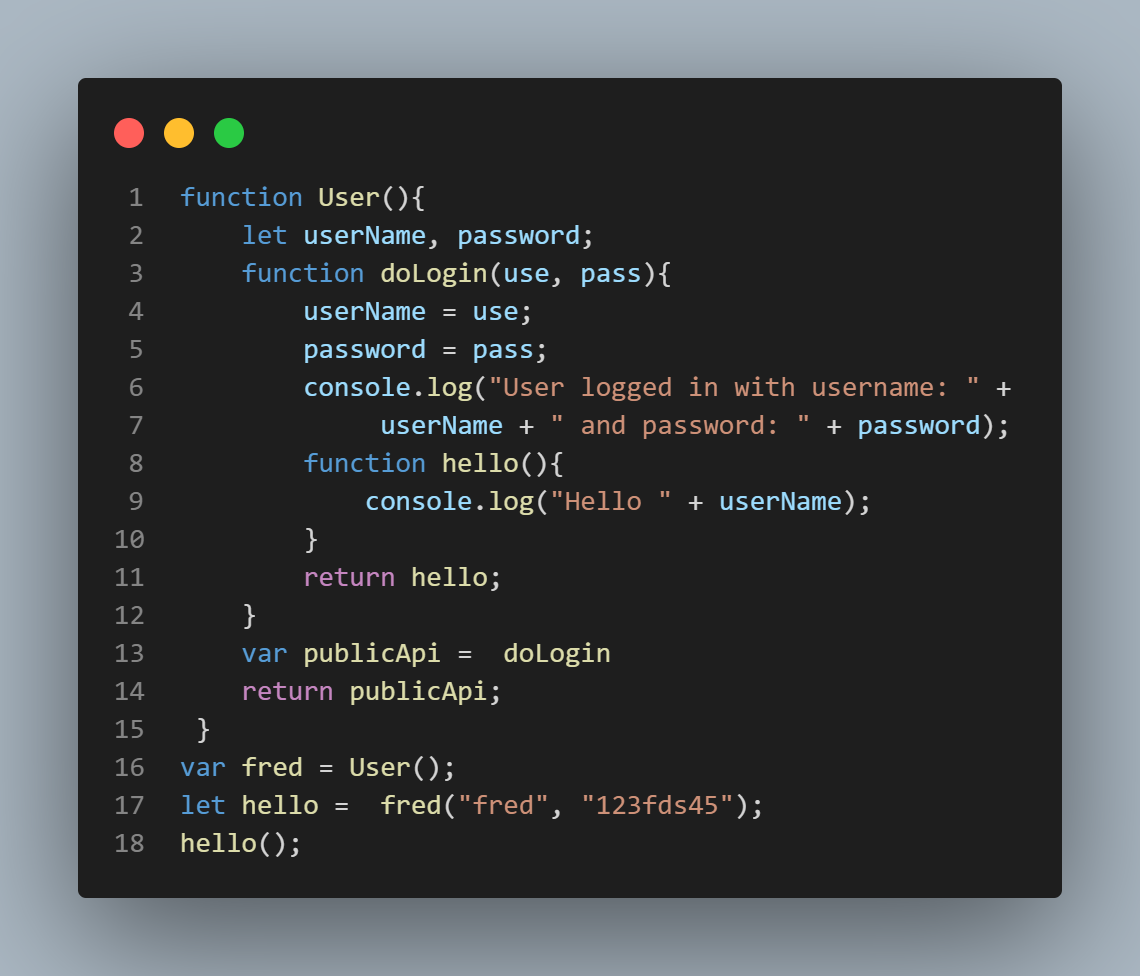 1 function User(){
2     let userName, password;
3     function doLogin(use, pass){
4         userName = use;
5         password = pass;
6         console.log("User logged in with username: " +
7              userName + " and password: " + password);
8         function hello(){
9             console.log("Hello " + userName);
10         }
11         return hello;
12     }
13     var publicApi =  doLogin
14     return publicApi;
15  }
16 var fred = User();
17 let hello =  fred("fred", "123fds45");
18 hello();